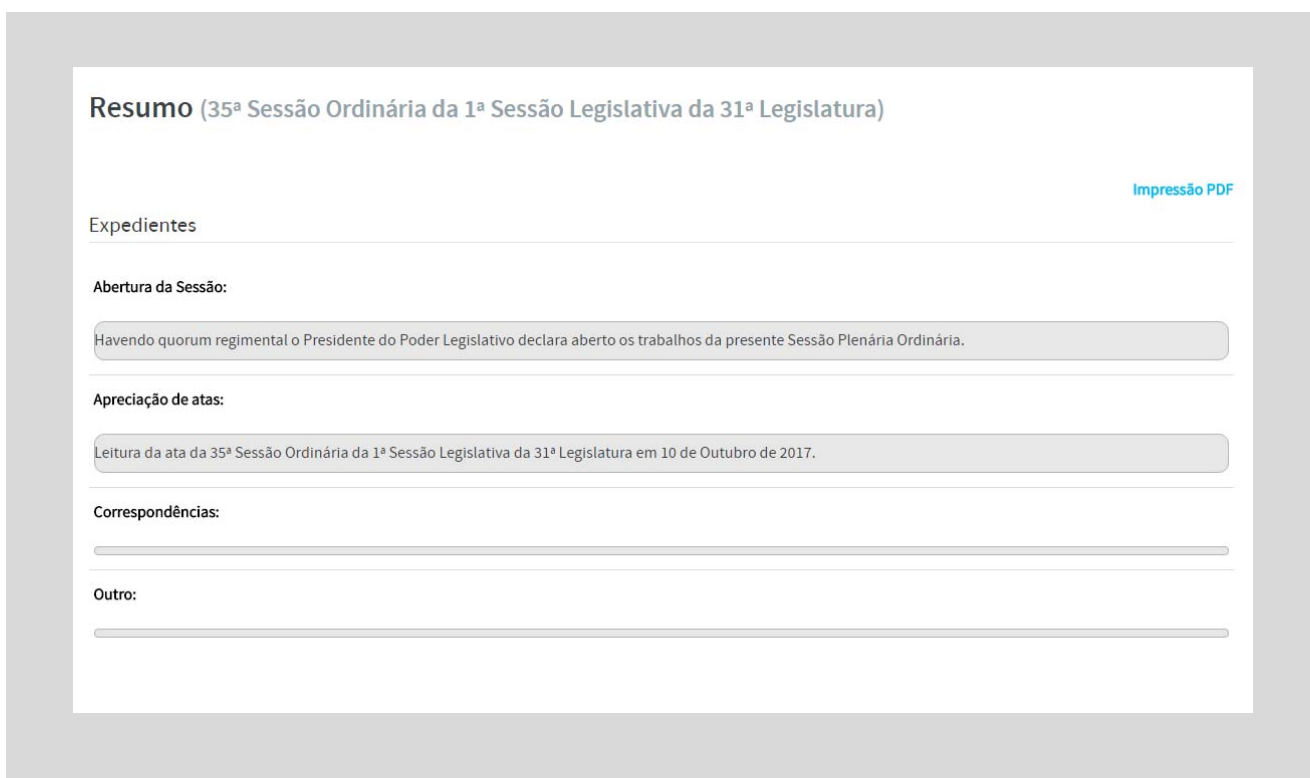 Resumo (35ª Sessão Ordinária da 1ª Sessão Legislativa da 31ª Legislatura)
Impressão PDF
Expedientes
Abertura da Sessão:
Havendo quorum regimental o Presidente do Poder Legislativo declara aberto os trabalhos da presente Sessão Plenária Ordinária.
Apreciação de atas:
Leitura da ata da 35ª Sessão Ordinária da 1ª Sessão Legislativa da 31ª Legislatura em 10 de Outubro de 2017.
Correspondências:
Outro: